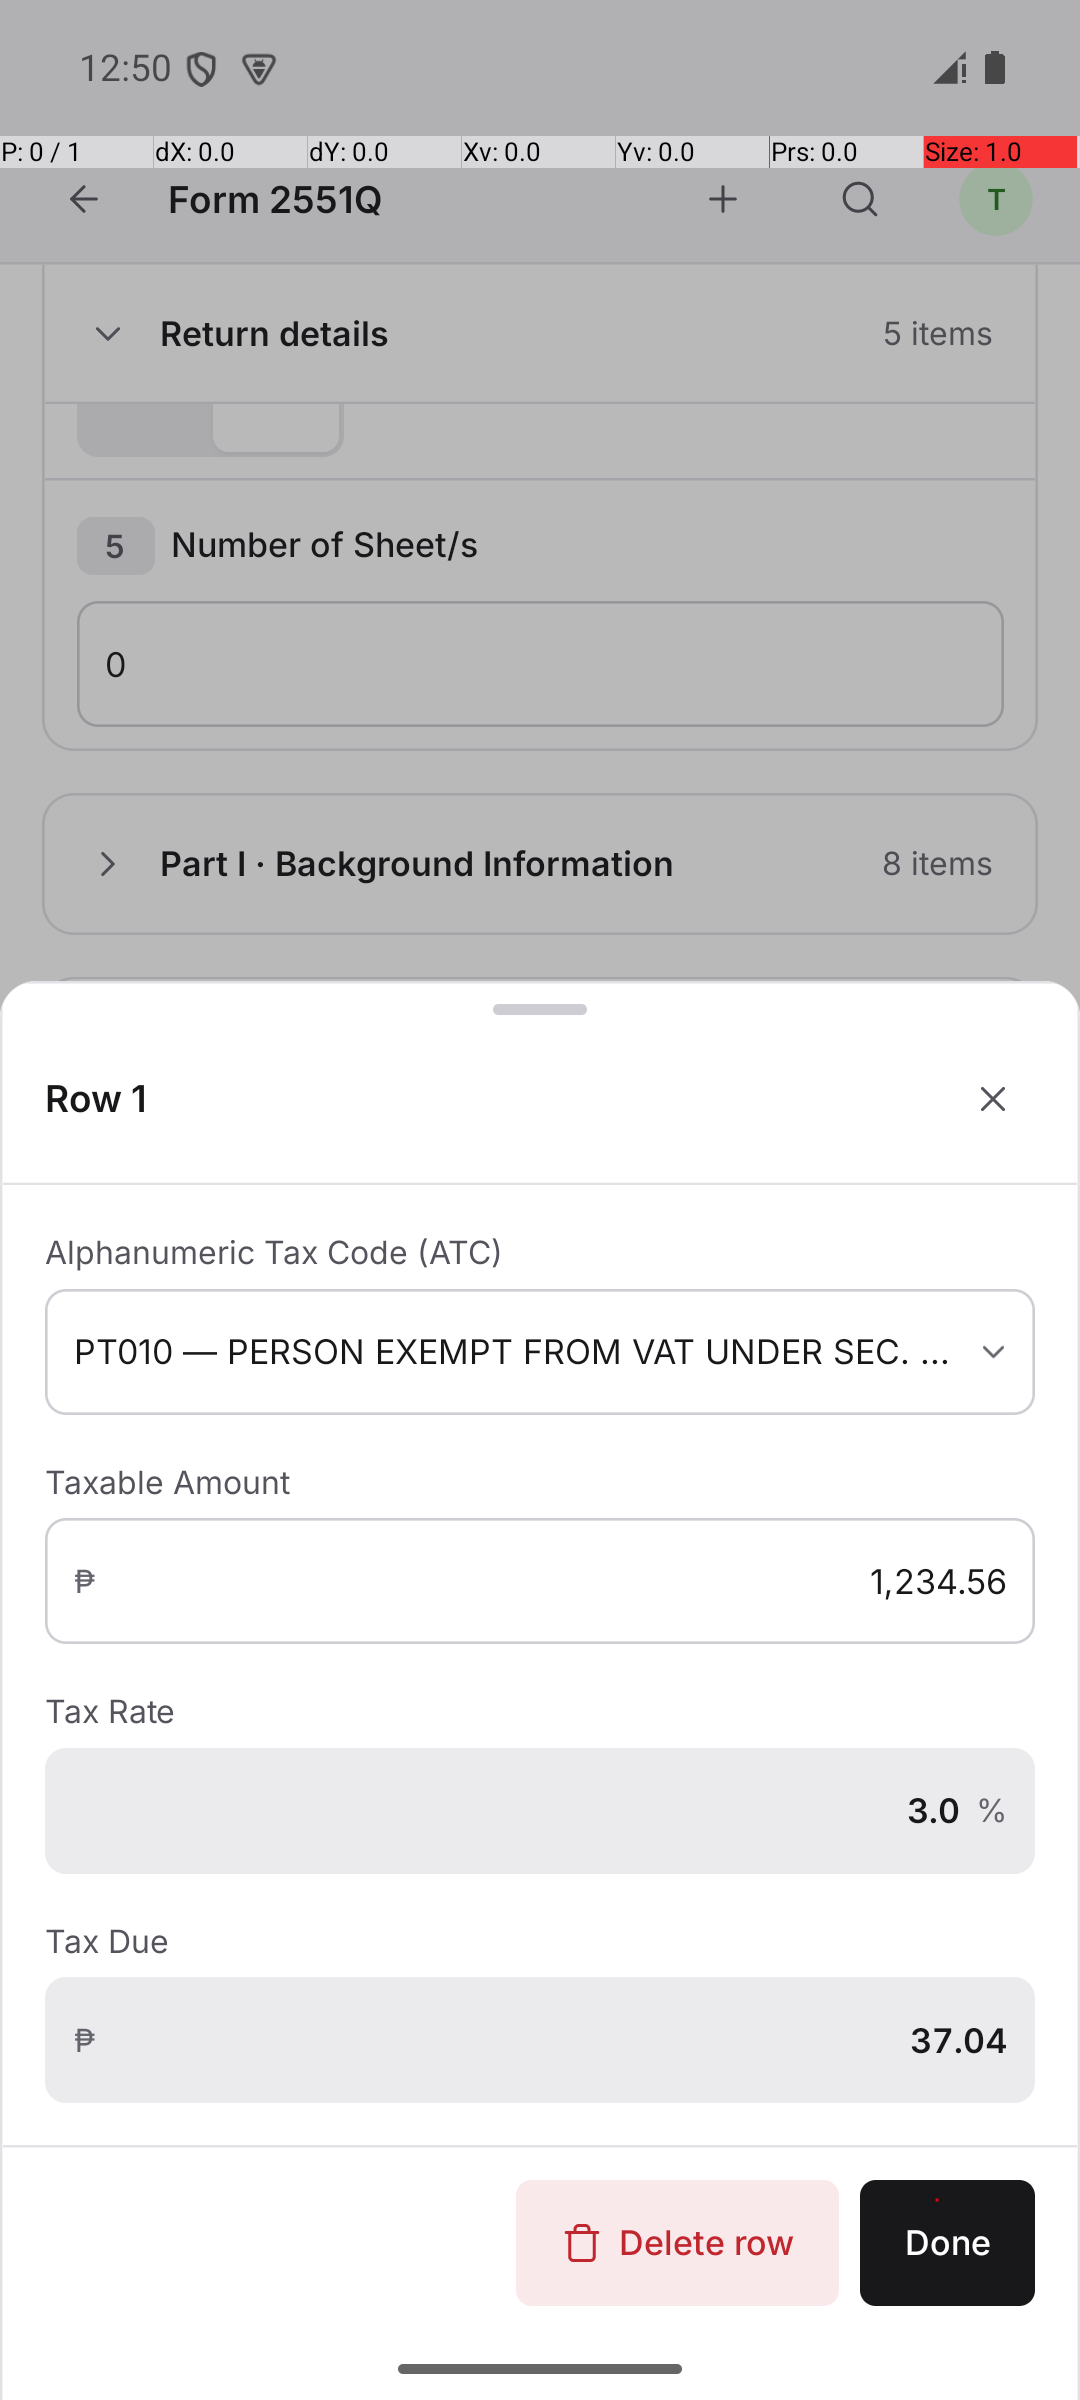 12:50
P: 0 / 1
dX: 0.0
dY: 0.0
Xv: 0.0
Yv: 0.0
Prs: 0.0
Size: 1.0
Form 2551Q
T
Return details
5 items
5 Number of Sheet/s
0
Part I · Background Information
8 items
Row 1
Alphanumeric Tax Code (ATC)
PT010 — PERSON EXEMPT FROM VAT UNDER SEC. ...
Taxable Amount
₱ 1,234.56
Tax Rate
3.0 %
Tax Due
₱ 37.04
Delete row
Done